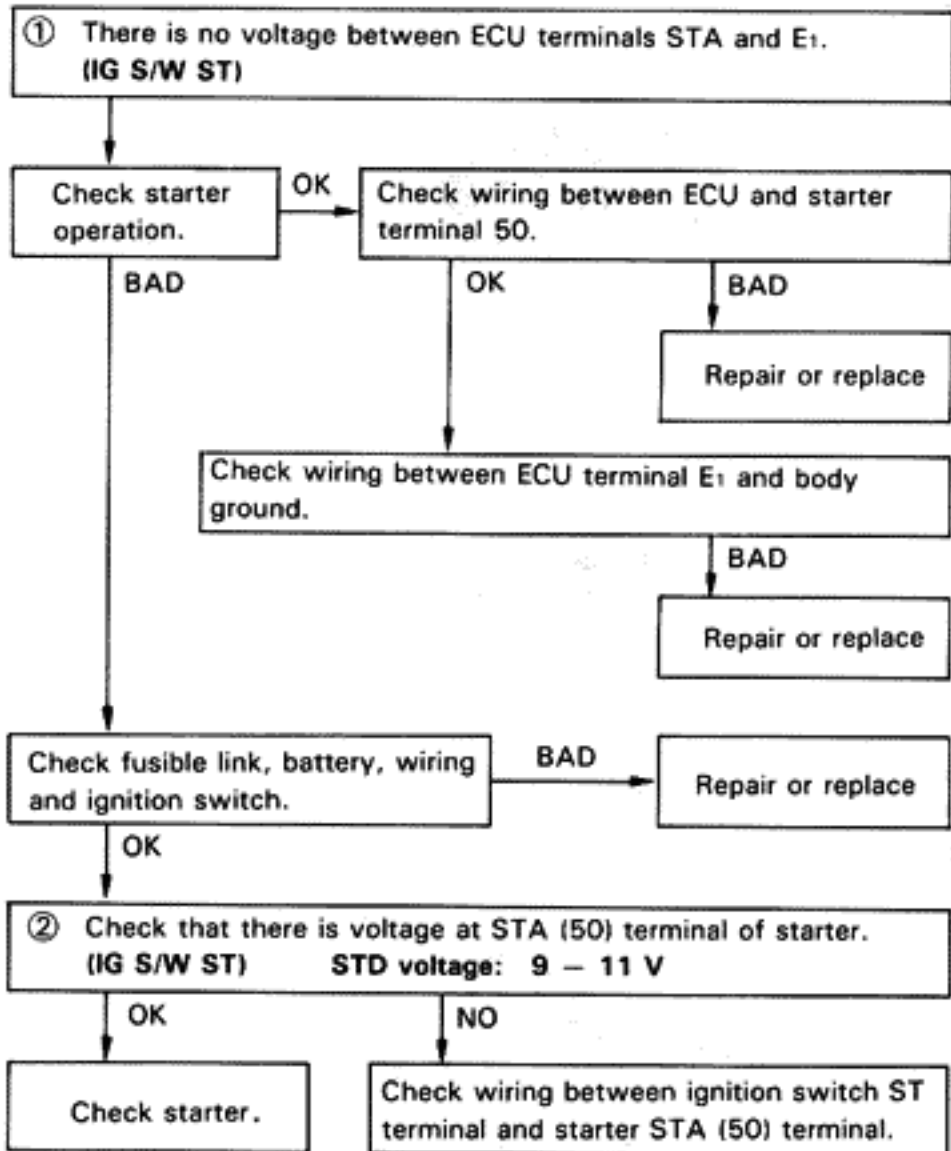 ① There is no voltage between ECU terminals STA and E₁.
(IG S/W ST)
Check starter
operation.
OK
Check wiring between ECU and starter
terminal 50.
BAD
OK
BAD
Repair or replace
Check wiring between ECU terminal E₁ and body
ground.
BAD
Repair or replace
Check fusible link, battery, wiring
and ignition switch.
BAD
Repair or replace
OK
② Check that there is voltage at STA (50) terminal of starter.
(IG S/W ST) STD voltage: 9 – 11 V
OK
NO
Check starter.
Check wiring between ignition switch ST
terminal and starter STA (50) terminal.